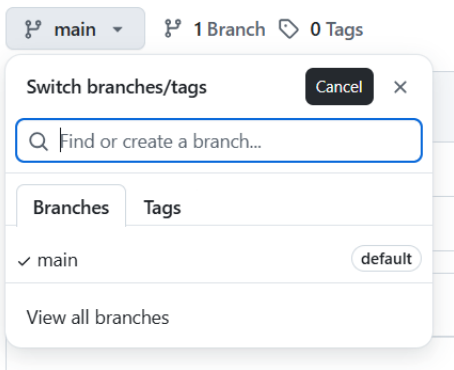 main 1 Branch 0 Tags
Switch branches/tags Cancel
Find or create a branch...
Branches Tags
main default
View all branches